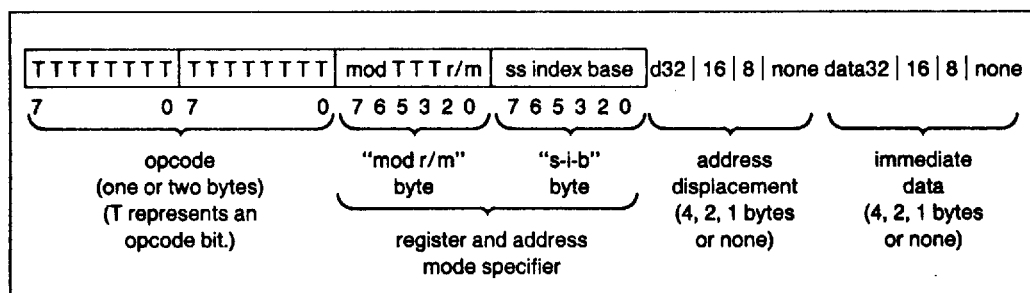 TTTTTTTT TTTTTTTT mod TTT r/m ss index base d32 | 16 | 8 | none data32 | 16 | 8 | none
7 0 7 0 7 6 5 3 2 0 7 6 5 3 2 0
opcode
(one or two bytes)
(T represents an
opcode bit.)
"mod r/m"
byte
"s-i-b"
byte
register and address
mode specifier
address
displacement
(4, 2, 1 bytes
or none)
immediate
data
(4, 2, 1 bytes
or none)